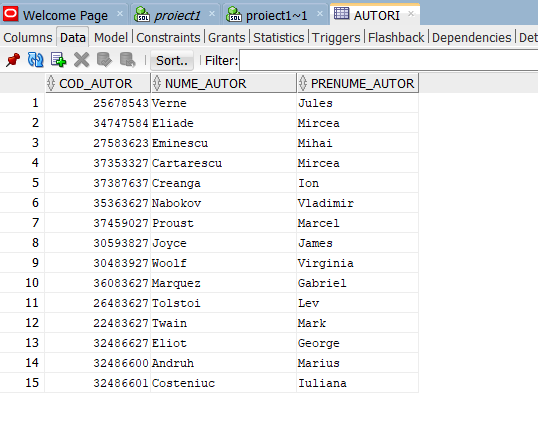 Welcome Page × proiect1 × proiect1~1 × AUTORI ×
Columns Data Model Constraints Grants Statistics Triggers Flashback Dependencies Det
Sort.. Filter:
COD_AUTOR NUME_AUTOR PRENUME_AUTOR
1 25678543 Verne Jules
2 34747584 Eliade Mircea
3 27583623 Eminescu Mihai
4 37353327 Cartarescu Mircea
5 37387637 Creanga Ion
6 35363627 Nabokov Vladimir
7 37459027 Proust Marcel
8 30593827 Joyce James
9 30483927 Woolf Virginia
10 36083627 Marquez Gabriel
11 26483627 Tolstoi Lev
12 22483627 Twain Mark
13 32486627 Eliot George
14 32486600 Andruh Marius
15 32486601 Costeniuc Iuliana